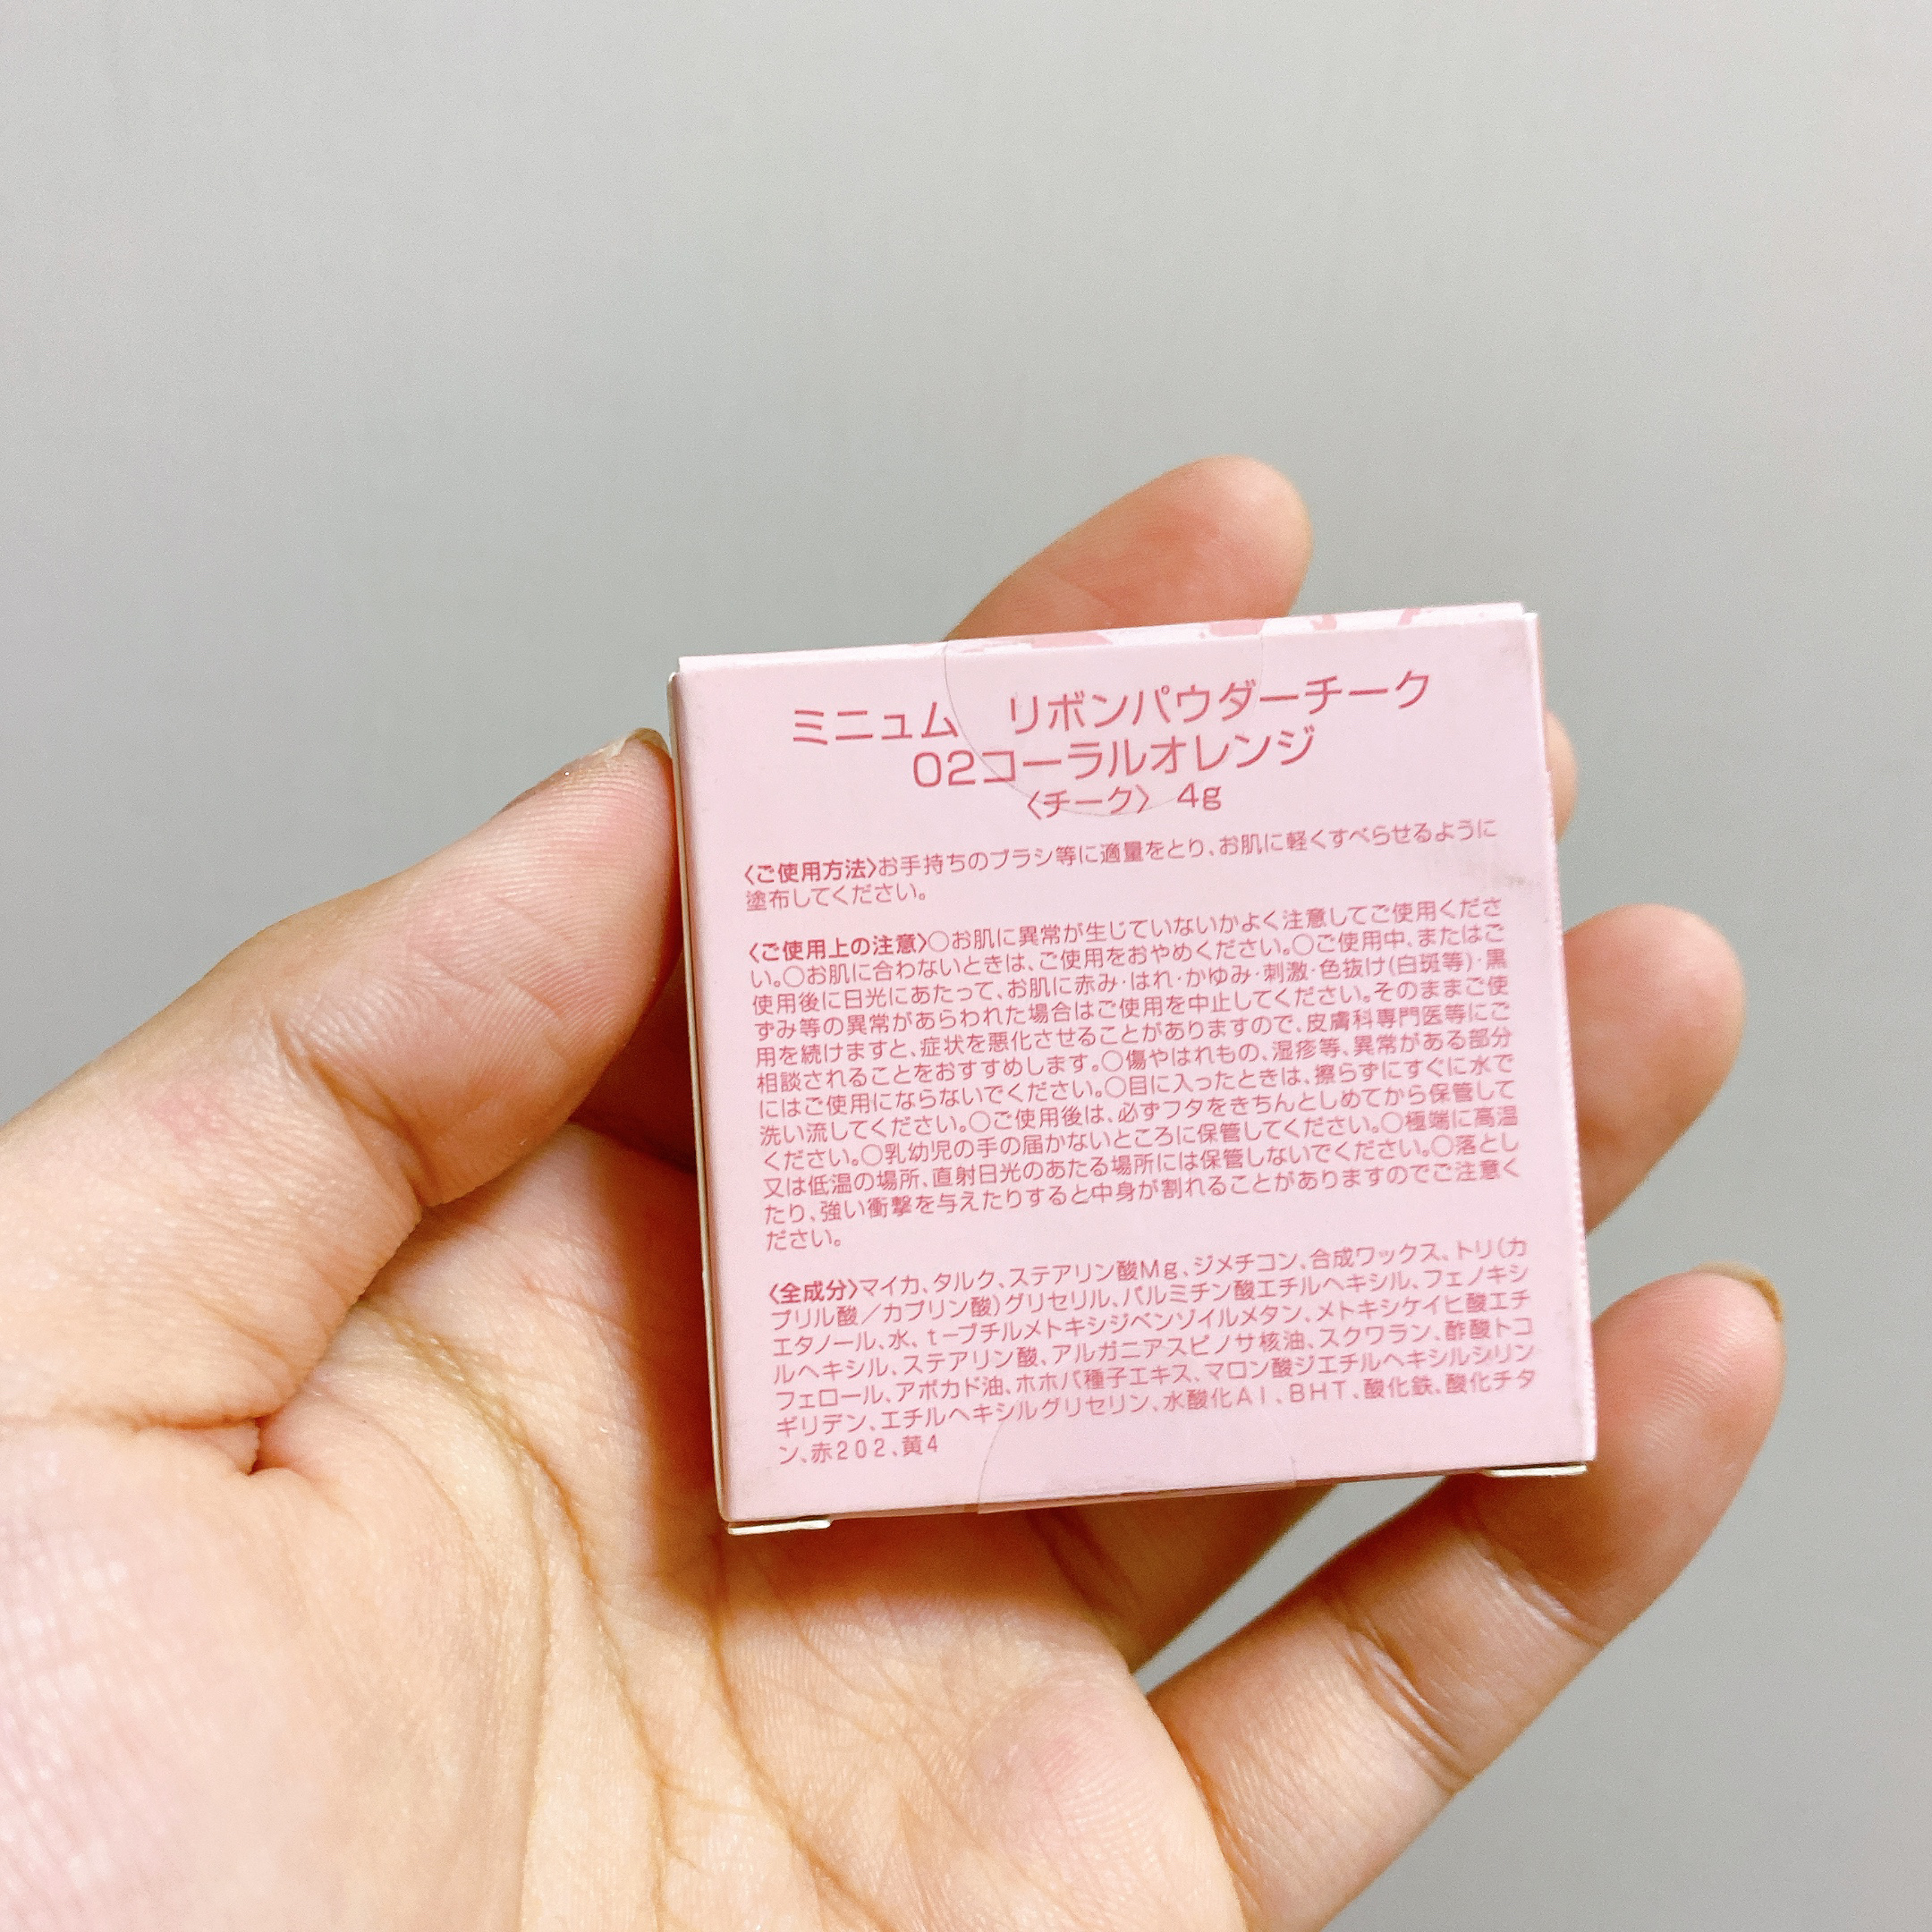 ミニュム　リボンパウダーチーク
02コーラルオレンジ
〈チーク〉 4g
〈ご使用方法〉お手持ちのブラシ等に適量をとり、お肌に軽くすべらせるように
塗布してください。
〈ご使用上の注意〉○お肌に異常が生じていないかよく注意してご使用くださ
い。○お肌に合わないときは、ご使用をおやめください。○ご使用中、またはご
使用後に日光にあたって、お肌に赤み・はれ・かゆみ・刺激・色抜け(白斑等)・黒
ずみ等の異常があらわれた場合はご使用を中止してください。そのままご使
用を続けますと、症状を悪化させることがありますので、皮膚科専門医等にご
相談されることをおすすめします。○傷やはれもの、湿疹等、異常がある部分
にはご使用にならないでください。○目に入ったときは、擦らずにすぐに水で
洗い流してください。○ご使用後は、必ずフタをきちんとしめてから保管して
ください。○乳幼児の手の届かないところに保管してください。○極端に高温
又は低温の場所、直射日光のあたる場所には保管しないでください。○落とし
たり、強い衝撃を与えたりすると中身が割れることがありますのでご注意く
ださい。
〈全成分〉マイカ、タルク、ステアリン酸Mg、ジメチコン、合成ワックス、トリ(カ
プリル酸／カプリン酸)グリセリル、パルミチン酸エチルヘキシル、フェノキシ
エタノール、水、t－ブチルメトキシジベンゾイルメタン、メトキシケイヒ酸エチ
ルヘキシル、ステアリン酸、アルガニアスピノサ核油、スクワラン、酢酸トコ
フェロール、アボカド油、ホホバ種子エキス、マロン酸ジエチルヘキシルシリン
ギリデン、エチルヘキシルグリセリン、水酸化Al、BHT、酸化鉄、酸化チタ
ン、赤202、黄4